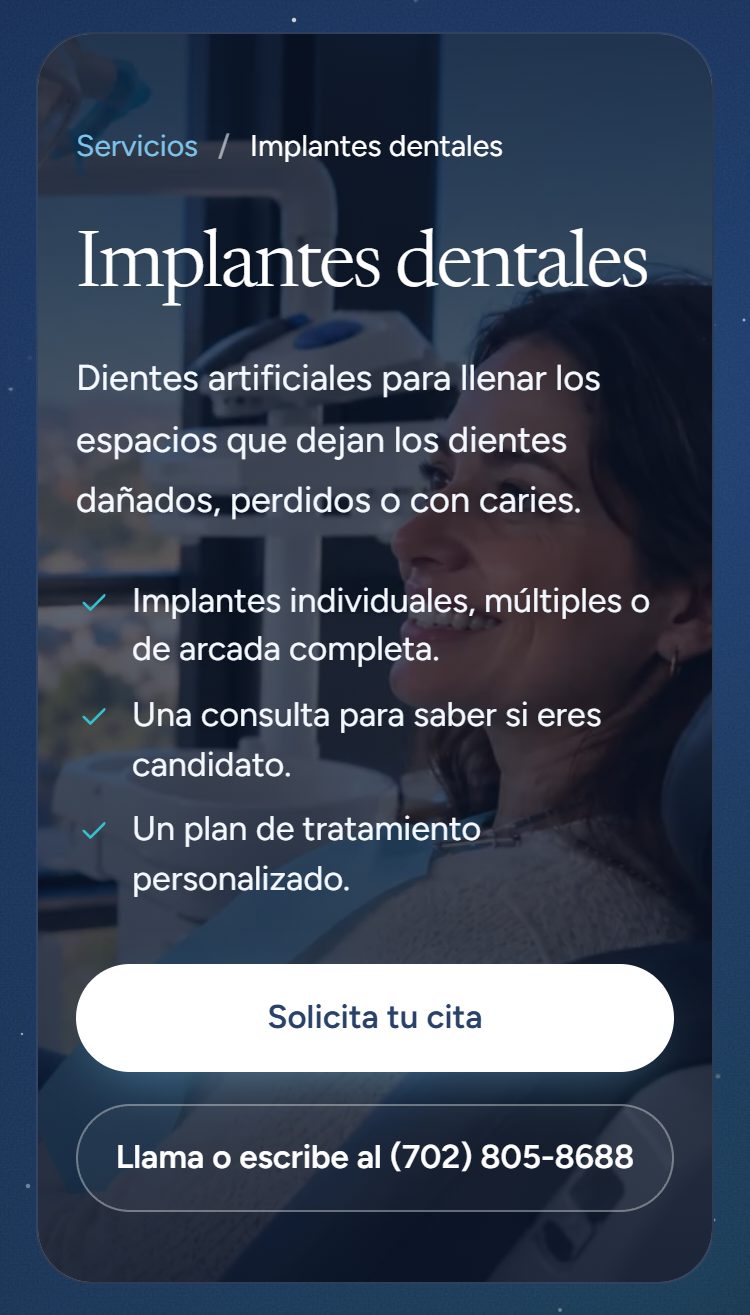 Servicios / Implantes dentales
Implantes dentales
Dientes artificiales para llenar los
espacios que dejan los dientes
dañados, perdidos o con caries.
Implantes individuales, múltiples o
de arcada completa.
Una consulta para saber si eres
candidato.
Un plan de tratamiento
personalizado.
Solicita tu cita
Llama o escribe al (702) 805-8688